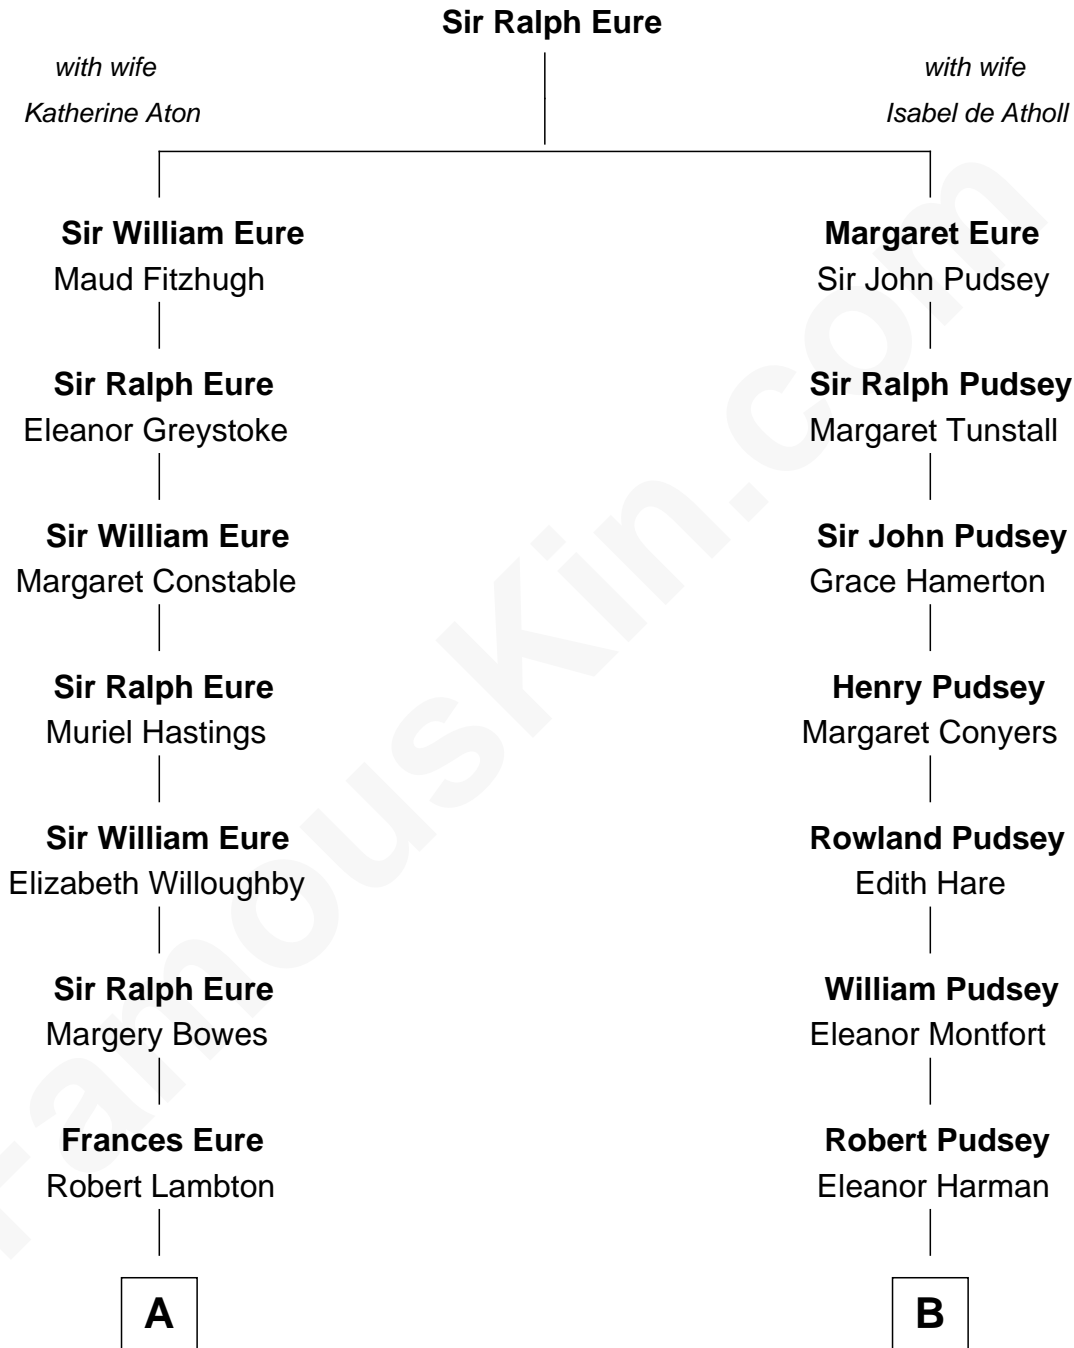 Sir Ralph Eure
with wife
Katherine Aton
with wife
Isabel de Atholl
Sir William Eure
Maud Fitzhugh
Margaret Eure
Sir John Pudsey
Sir Ralph Eure
Eleanor Greystoke
Sir Ralph Pudsey
Margaret Tunstall
Sir William Eure
Margaret Constable
Sir John Pudsey
Grace Hamerton
Sir Ralph Eure
Muriel Hastings
Henry Pudsey
Margaret Conyers
Sir William Eure
Elizabeth Willoughby
Rowland Pudsey
Edith Hare
Sir Ralph Eure
Margery Bowes
William Pudsey
Eleanor Montfort
Frances Eure
Robert Lambton
Robert Pudsey
Eleanor Harman
A
B
FamousKin.com